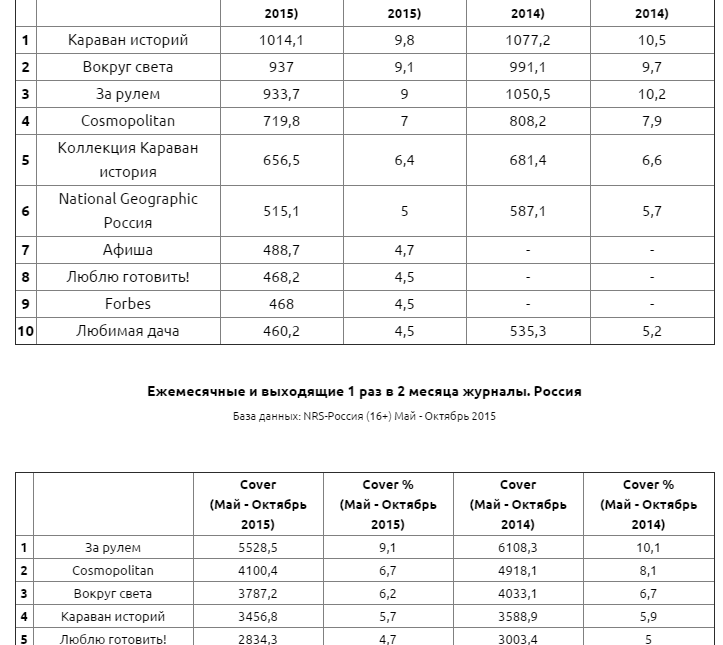 2015) 2015) 2014) 2014)
1 Караван историй 1014,1 9,8 1077,2 10,5
2 Вокруг света 937 9,1 991,1 9,7
3 За рулем 933,7 9 1050,5 10,2
4 Cosmopolitan 719,8 7 808,2 7,9
5 Коллекция Караван история 656,5 6,4 681,4 6,6
6 National Geographic Россия 515,1 5 587,1 5,7
7 Афиша 488,7 4,7 - -
8 Люблю готовить! 468,2 4,5 - -
9 Forbes 468 4,5 - -
10 Любимая дача 460,2 4,5 535,3 5,2
Ежемесячные и выходящие 1 раз в 2 месяца журналы. Россия
База данных: NRS-Россия (16+) Май - Октябрь 2015
Cover Cover % Cover Cover %
(Май - Октябрь (Май - Октябрь (Май - Октябрь (Май - Октябрь
2015) 2015) 2014) 2014)
1 За рулем 5528,5 9,1 6108,3 10,1
2 Cosmopolitan 4100,4 6,7 4918,1 8,1
3 Вокруг света 3787,2 6,2 4033,1 6,7
4 Караван историй 3456,8 5,7 3588,9 5,9
5 Люблю готовить! 2834,3 4,7 3003,4 5